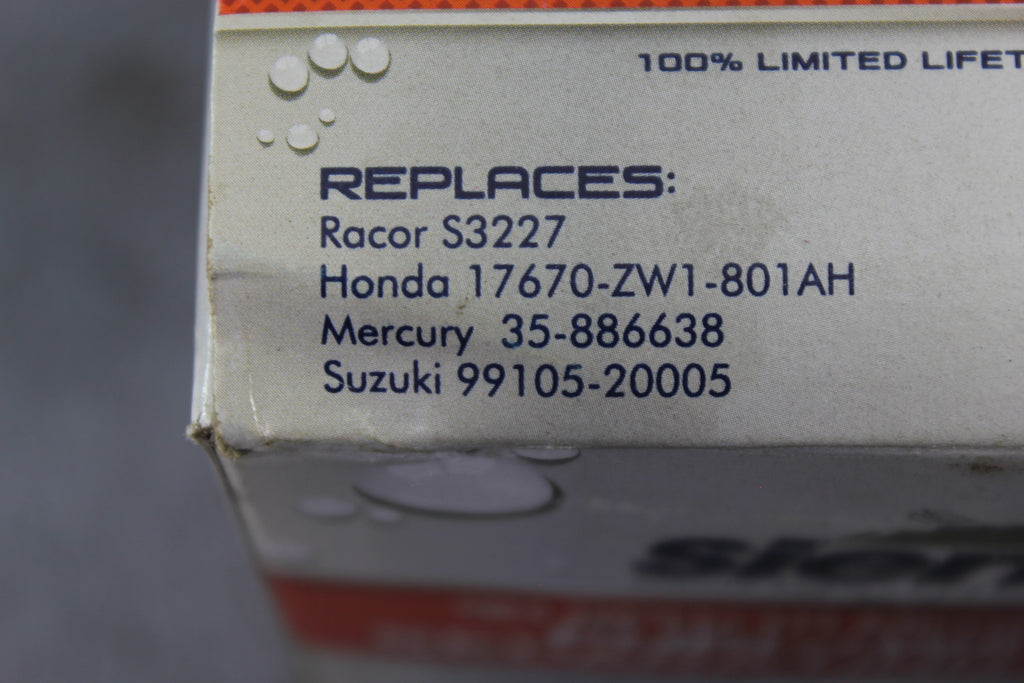 100% LIMITED LIFET
REPLACES:
Racor S3227
Honda 17670-ZW1-801AH
Mercury 35-886638
Suzuki 99105-20005